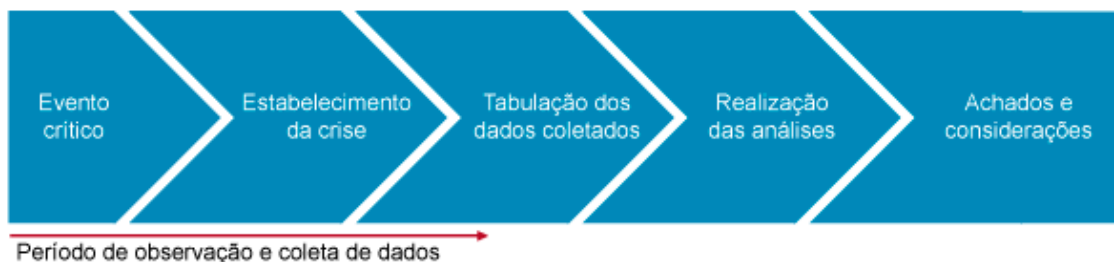 Evento
crítico
Estabelecimento
da crise
Tabulação dos
dados coletados
Realização
das análises
Achados e
considerações
Período de observação e coleta de dados